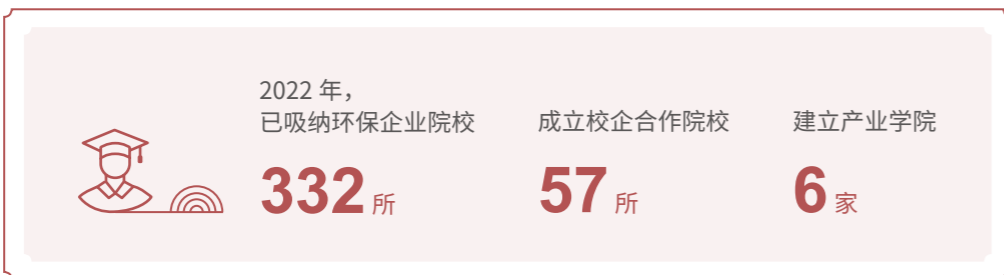 2022 年，
已吸纳环保企业院校
332 所
成立校企合作院校
57 所
建立产业学院
6 家